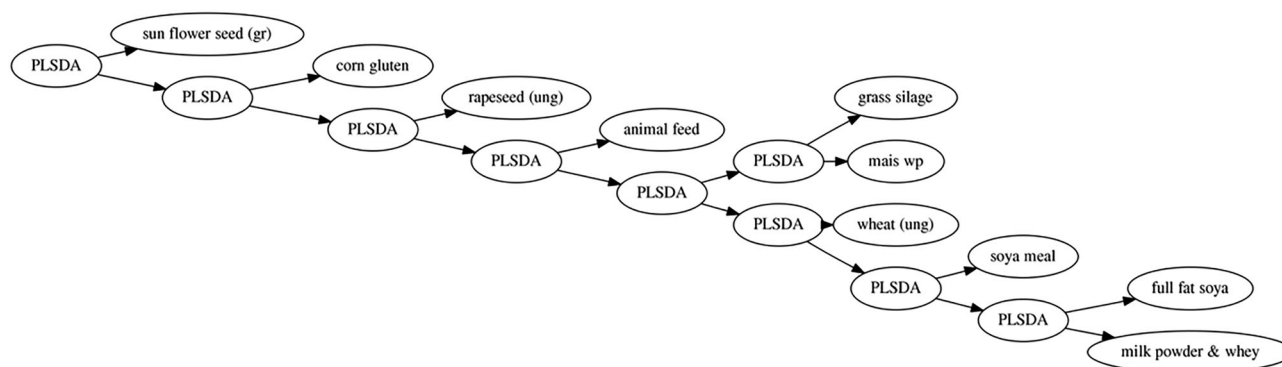 sun flower seed (gr)
PLSDA
corn gluten
PLSDA
rapeseed (ung)
grass silage
PLSDA
animal feed
PLSDA
PLSDA
mais wp
PLSDA
PLSDA
wheat (ung)
soya meal
PLSDA
full fat soya
PLSDA
milk powder & whey